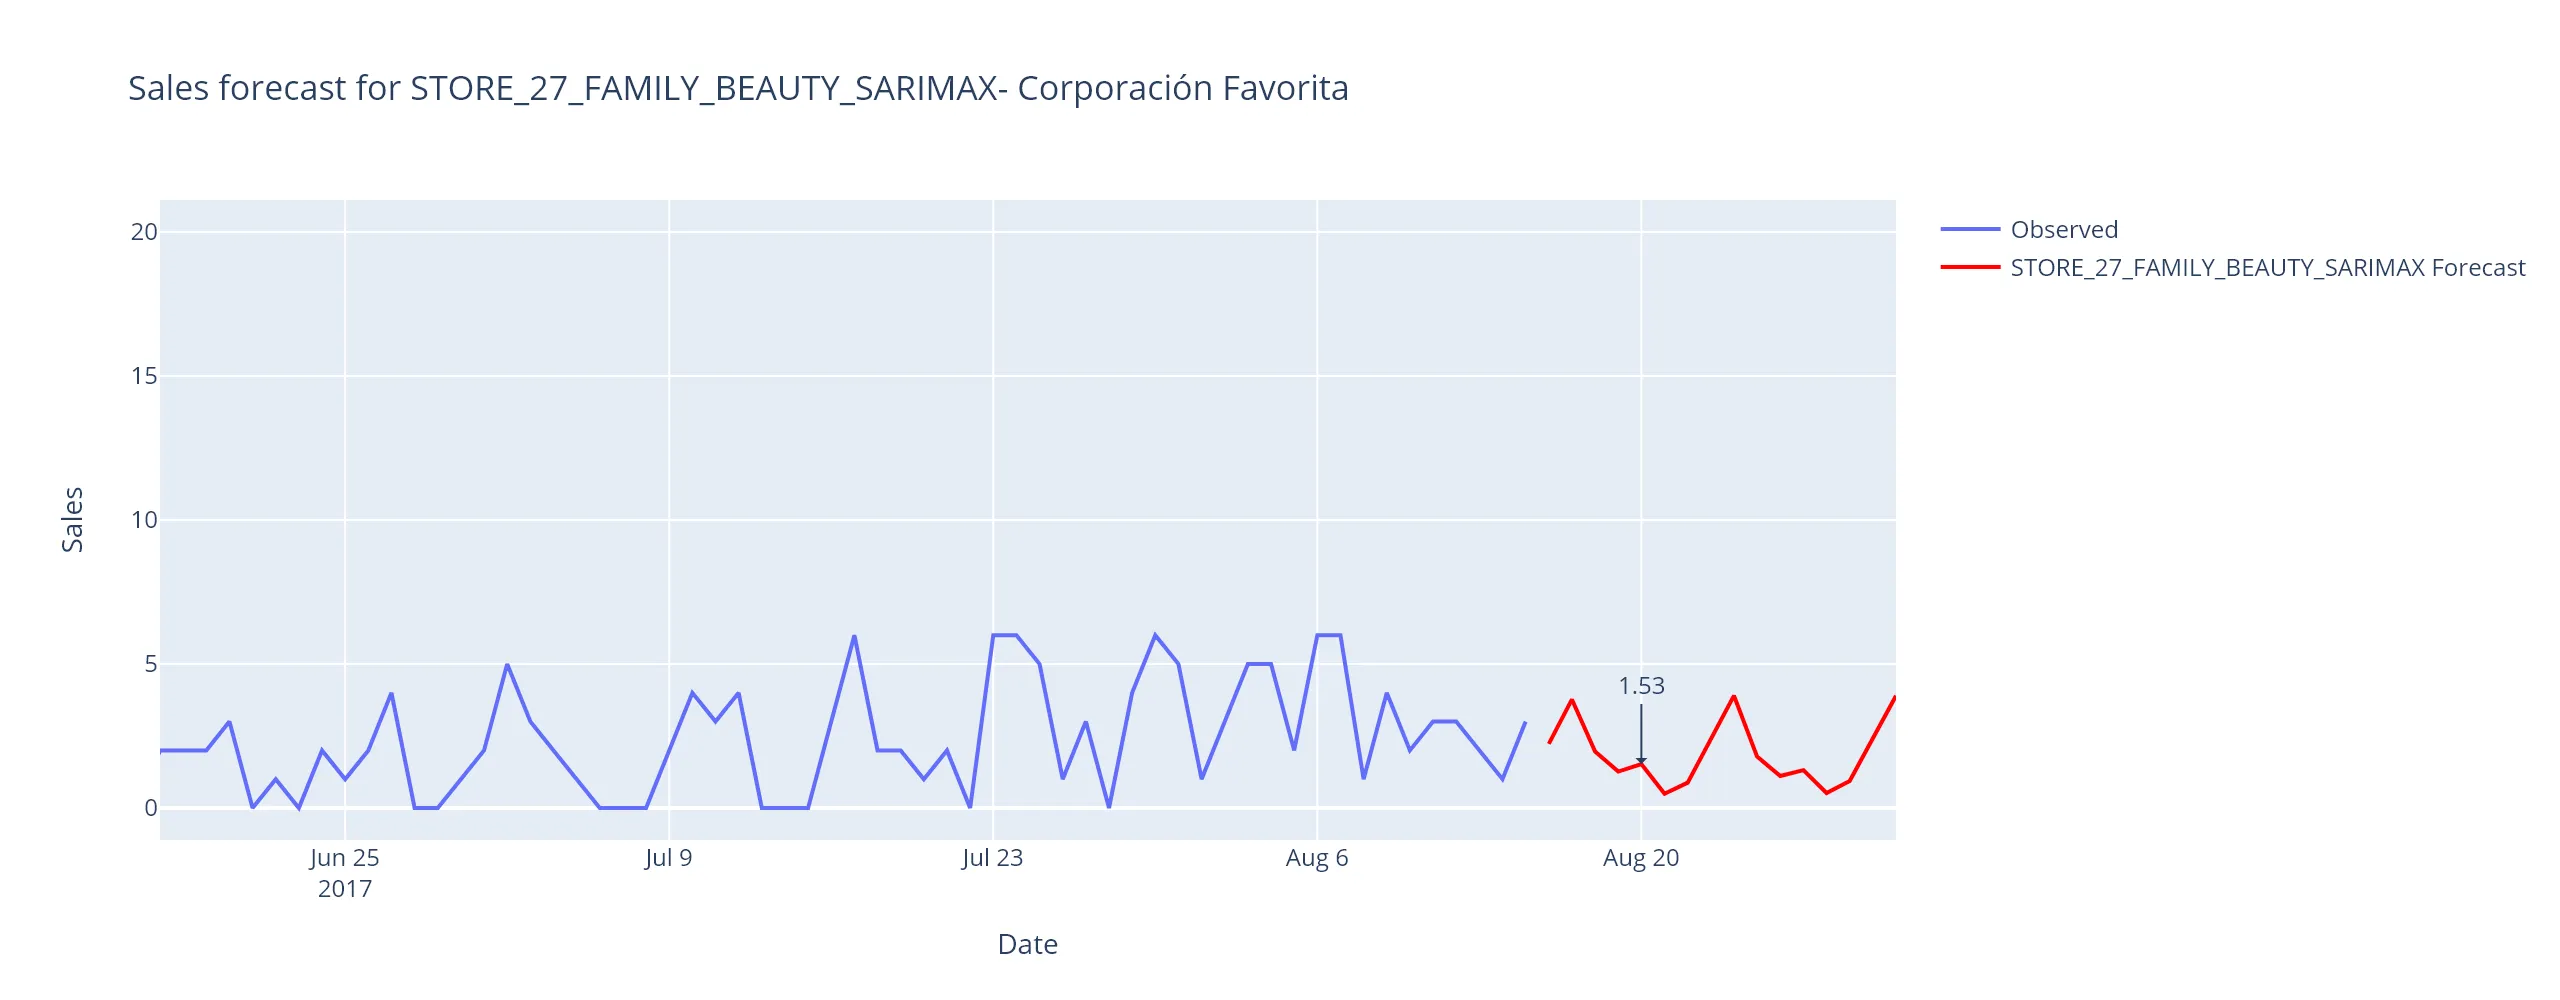 Sales forecast for STORE_27_FAMILY_BEAUTY_SARIMAX- Corporación Favorita
Observed
STORE_27_FAMILY_BEAUTY_SARIMAX Forecast
20
15
10
5
0
Sales
1.53
Jun 25
2017
Jul 9
Jul 23
Aug 6
Aug 20
Date